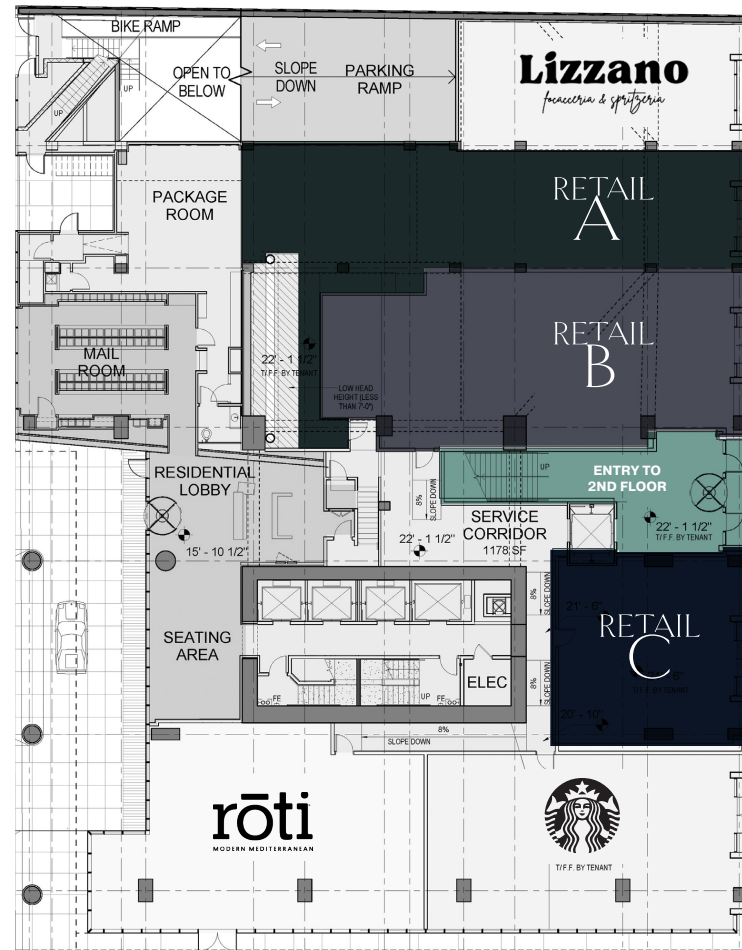 BIKE RAMP
UP
OPEN TO
BELOW
SLOPE
DOWN
PARKING
RAMP
Lizzano
focacceria & spritzeria
UP
PACKAGE
ROOM
RETAIL
A
MAIL
ROOM
22' - 1 1/2"
T/F.F. BY TENANT
LOW HEAD
HEIGHT (LESS
THAN 7'-0")
RETAIL
B
RESIDENTIAL
LOBBY
15' - 10 1/2"
8%
SLOPE DOWN
UP
ENTRY TO
2ND FLOOR
SERVICE
CORRIDOR
1178 SF
22' - 1 1/2"
22' - 1 1/2"
T/F.F. BY TENANT
8%
SLOPE DOWN
21' - 6"
RETAIL
C
T/F.F. BY TENANT
20' - 10"
SEATING
AREA
FE
UP
FE
ELEC
8%
SLOPE DOWN
8%
SLOPE DOWN
rōti
MODERN MEDITERRANEAN
T/F.F. BY TENANT